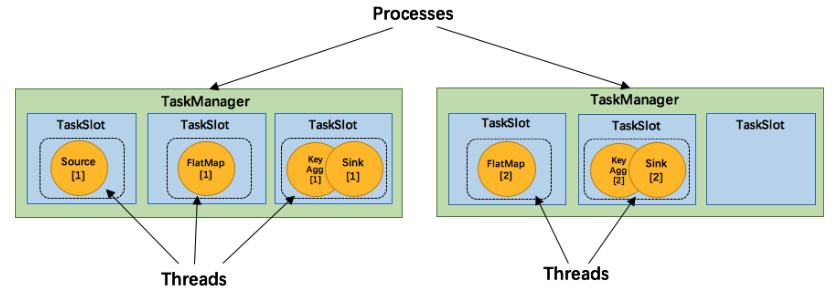 Processes
TaskManager
TaskSlot
Source
[1]
TaskSlot
FlatMap
[1]
TaskSlot
Key
Agg
[1]
Sink
[1]
Threads
TaskManager
TaskSlot
FlatMap
[2]
TaskSlot
Key
Agg
[2]
Sink
[2]
TaskSlot
Threads